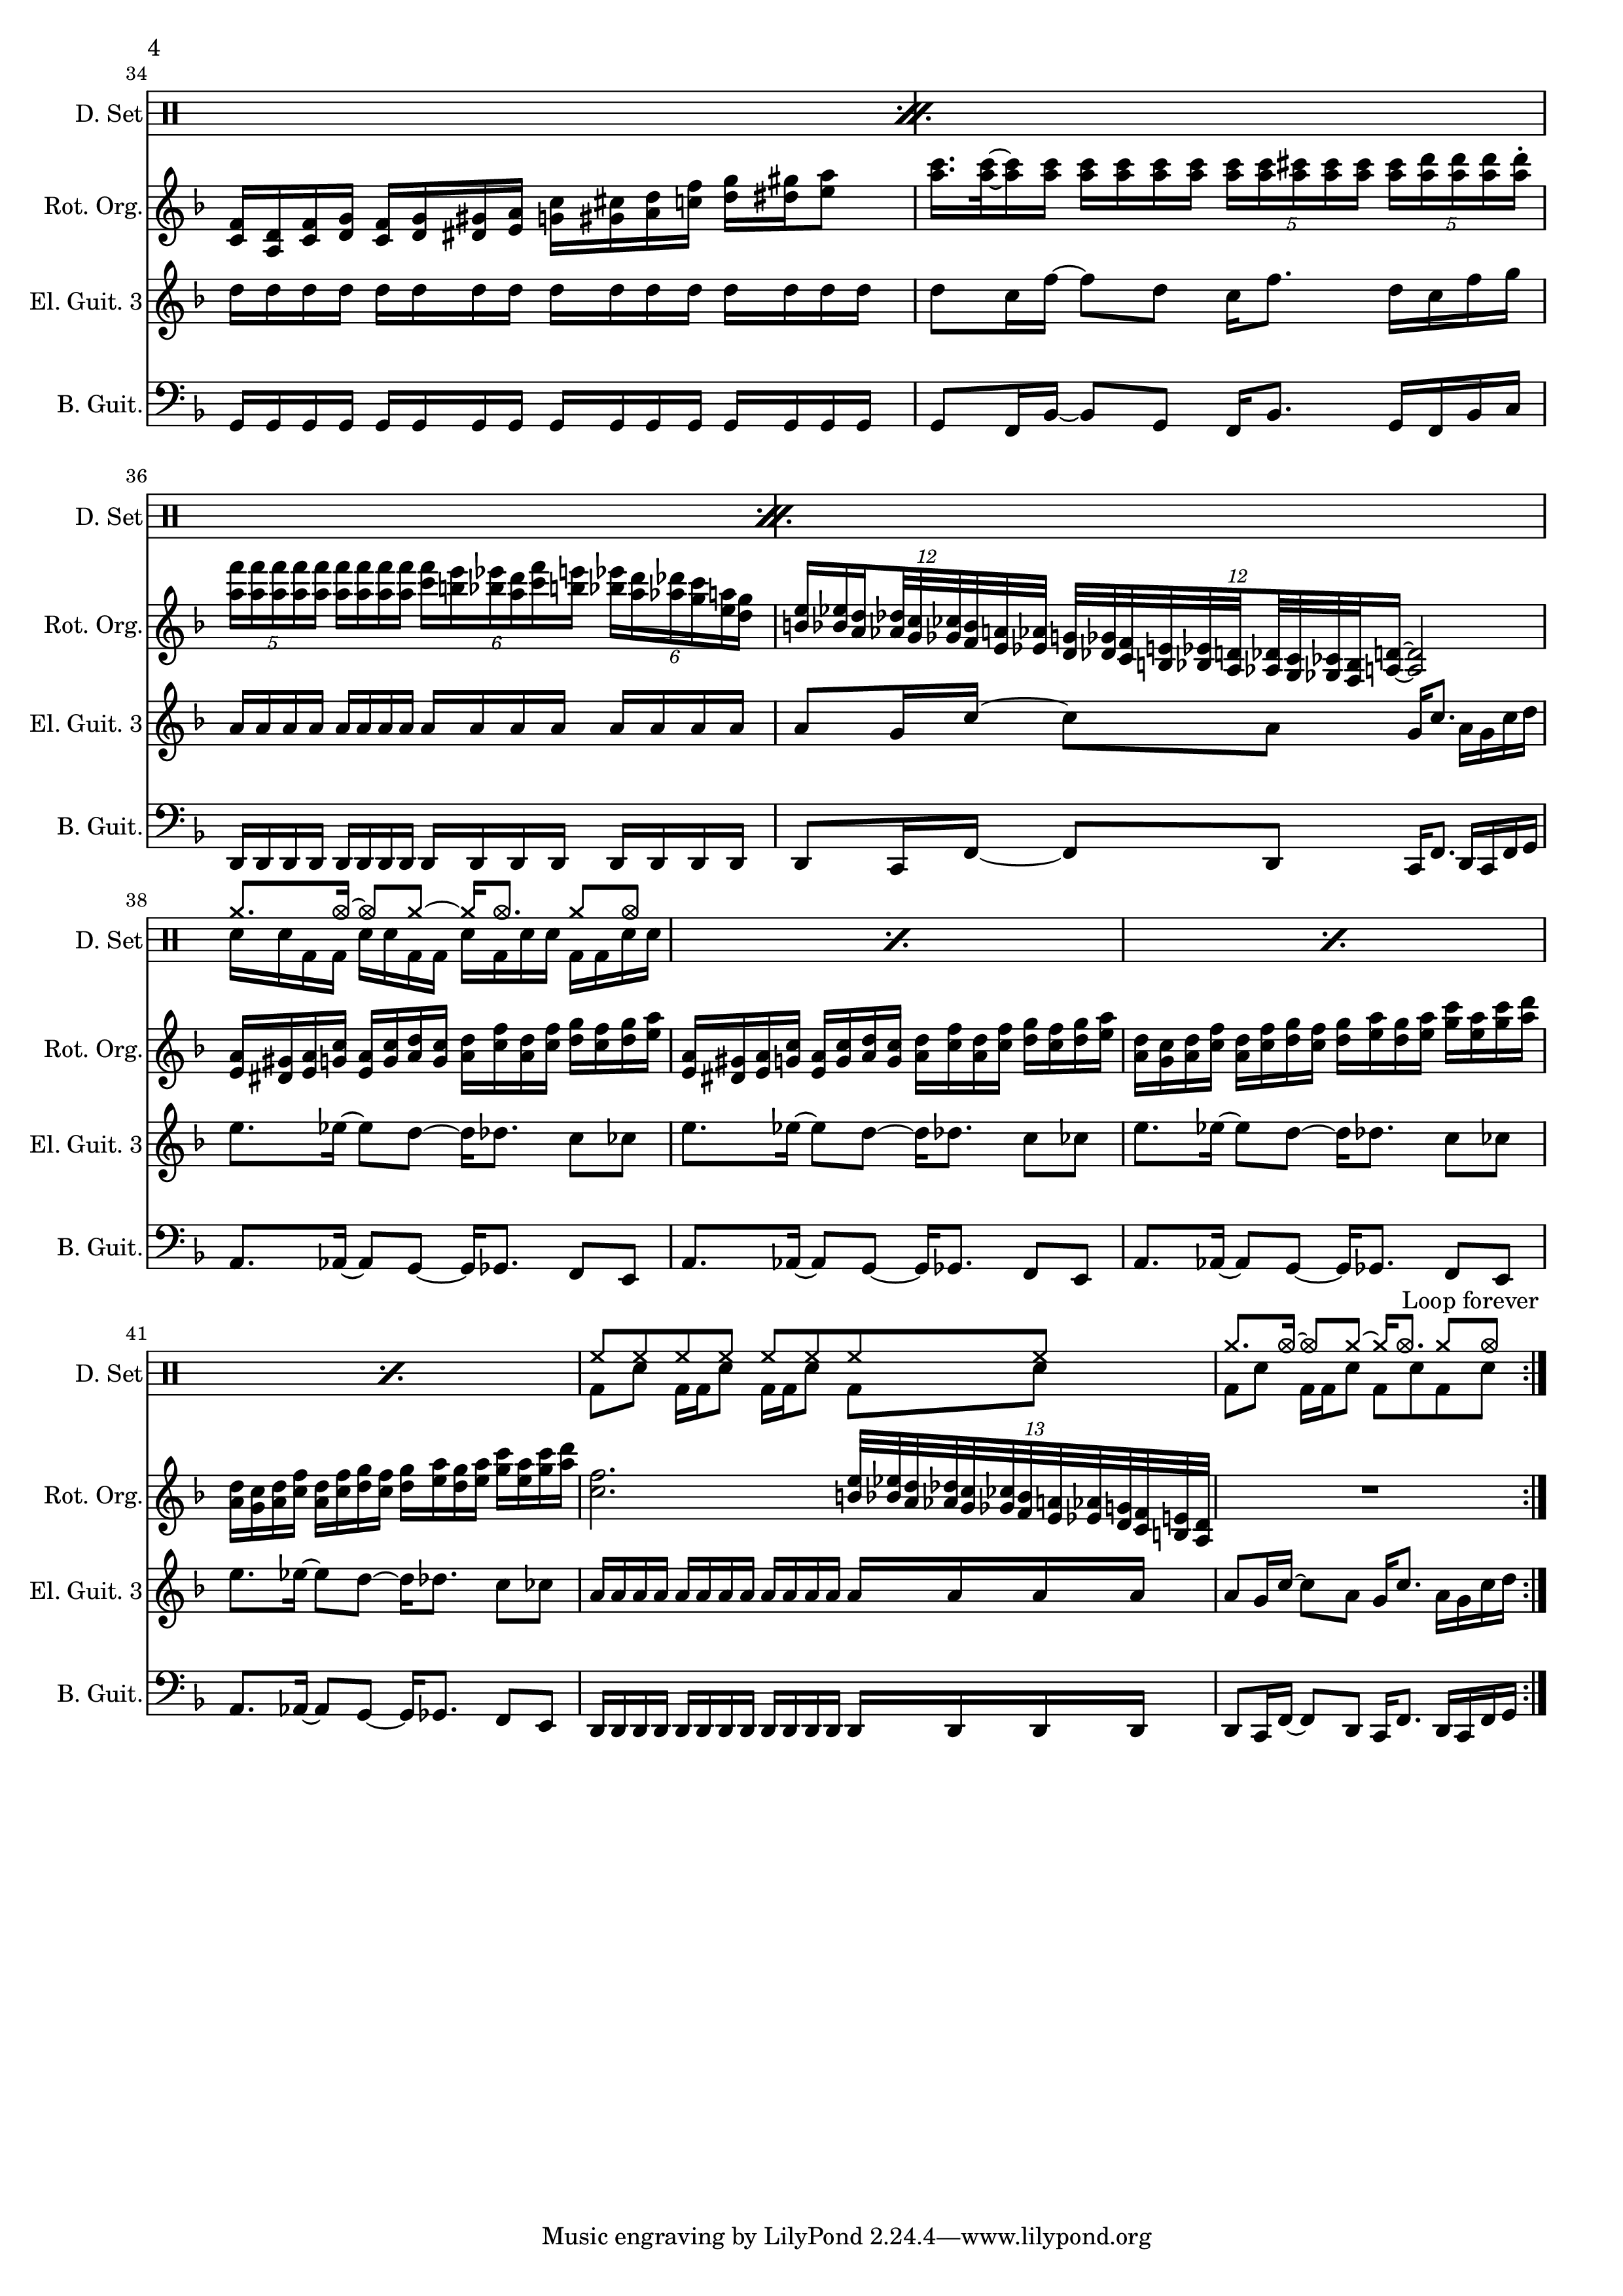 4
34
D. Set
Rot. Org.
5
5
El. Guit. 3
B. Guit.
36
D. Set
12
12
Rot. Org.
5
6
6
El. Guit. 3
B. Guit.
38
D. Set
Rot. Org.
El. Guit. 3
B. Guit.
Loop forever
41
D. Set
13
Rot. Org.
El. Guit. 3
B. Guit.
Music engraving by LilyPond 2.24.4—www.lilypond.org